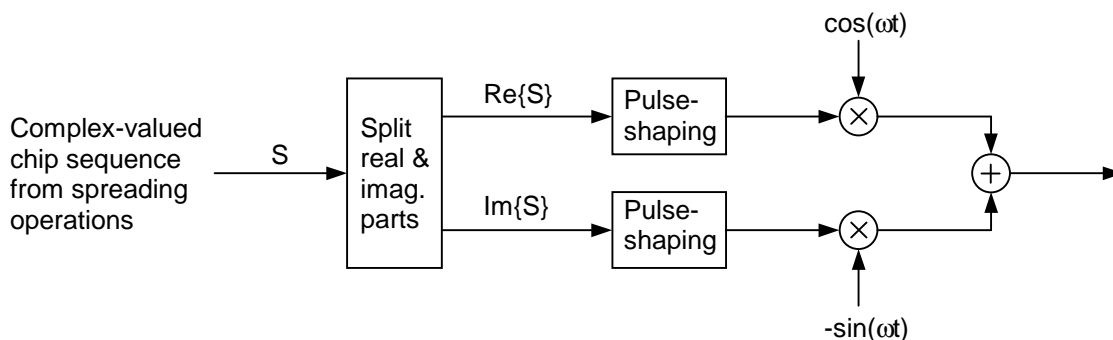 cos(ωt)
Complex-valued
chip sequence
from spreading
operations
S
Split
real &
imag.
parts
Re{S}
Im{S}
Pulse-
shaping
Pulse-
shaping
-sin(ωt)